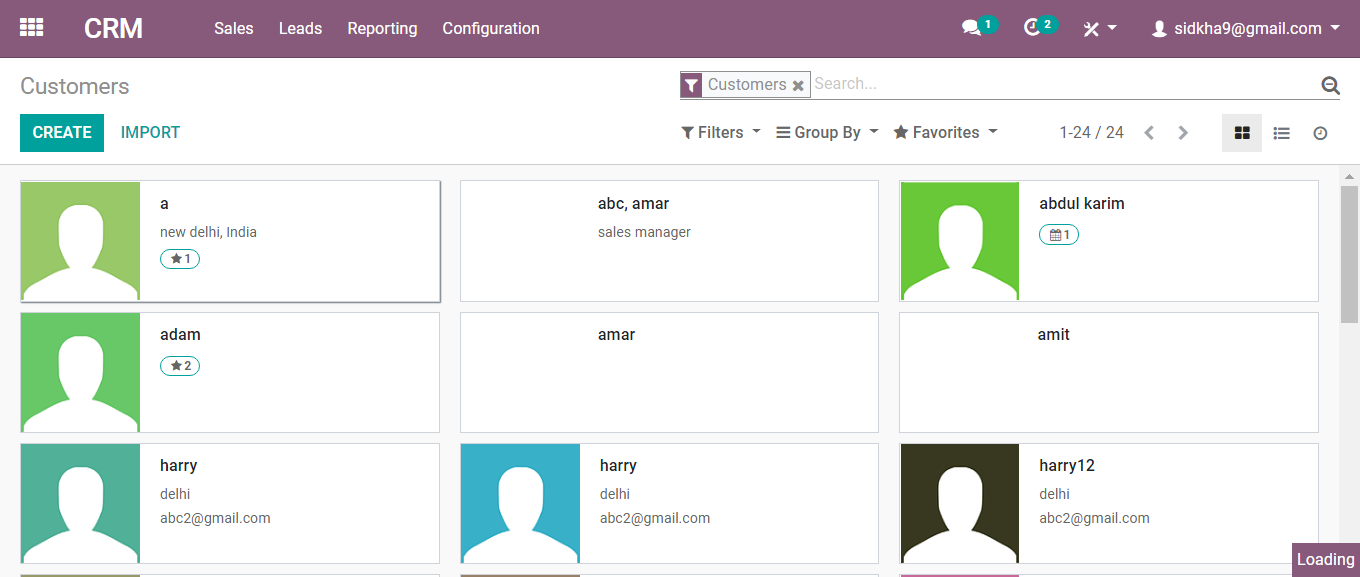 CRM Sales Leads Reporting Configuration 1 2 sidkha9@gmail.com
Customers
Customers Search...
CREATE IMPORT Filters Group By Favorites 1-24 / 24
a
new delhi, India
1
abc, amar
sales manager
abdul karim
1
adam
2
amar
amit
harry
delhi
abc2@gmail.com
harry
delhi
abc2@gmail.com
harry12
delhi
abc2@gmail.com
Loading